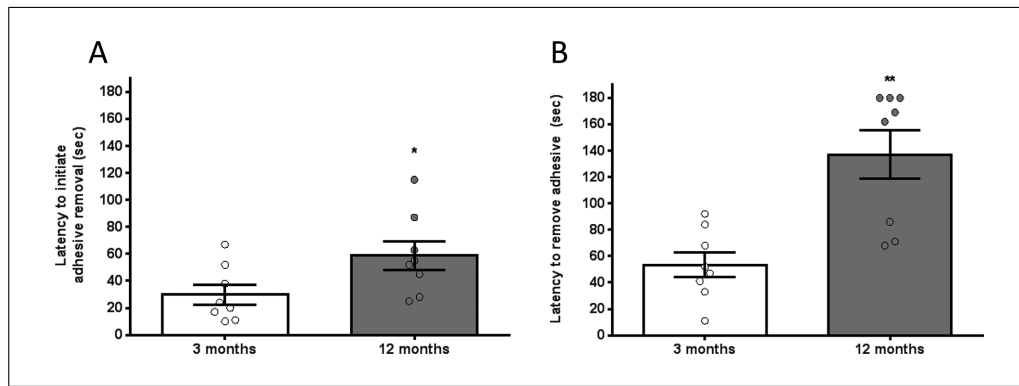 A
Latency to initiate
adhesive removal (sec)
180
160
140
120
100
80
60
40
20
0
*
3 months
12 months
B
Latency to remove adhesive (sec)
180
160
140
120
100
80
60
40
20
0
**
3 months
12 months